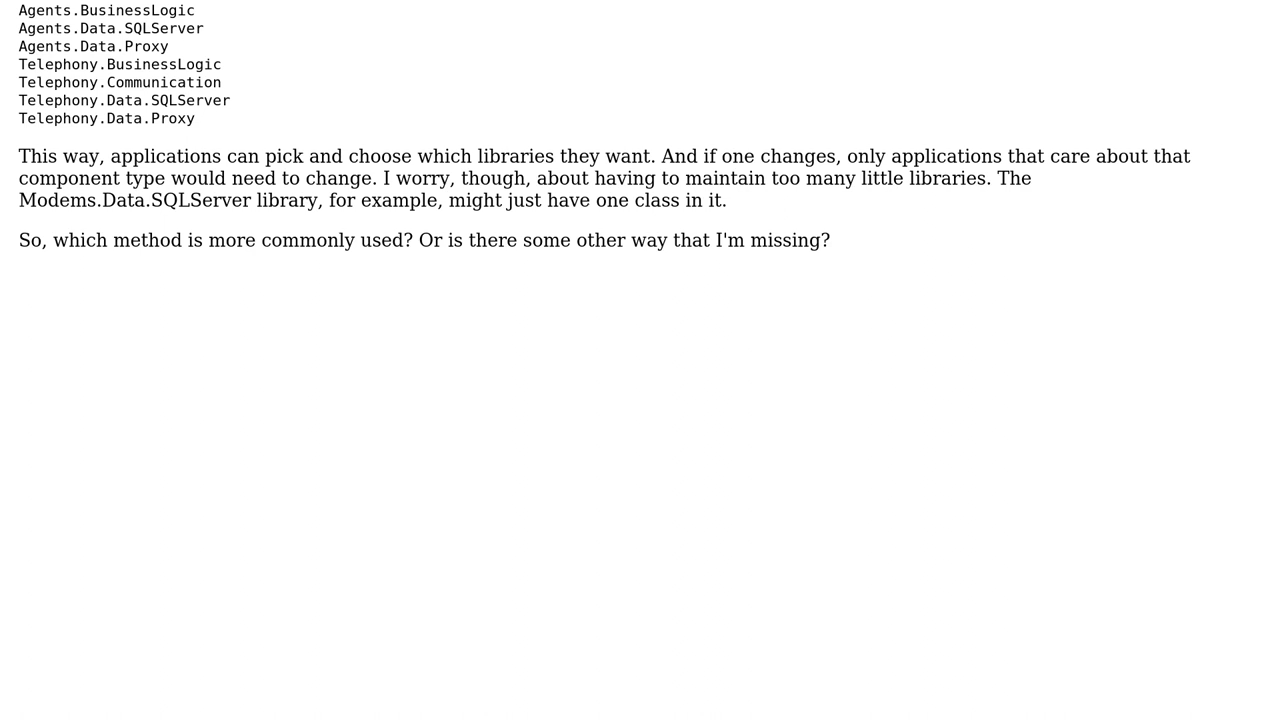 Agents.BusinessLogic
Agents.Data.SQLServer
Agents.Data.Proxy
Telephony.BusinessLogic
Telephony.Communication
Telephony.Data.SQLServer
Telephony.Data.Proxy
This way, applications can pick and choose which libraries they want. And if one changes, only applications that care about that
component type would need to change. I worry, though, about having to maintain too many little libraries. The
Modems.Data.SQLServer library, for example, might just have one class in it.
So, which method is more commonly used? Or is there some other way that I'm missing?